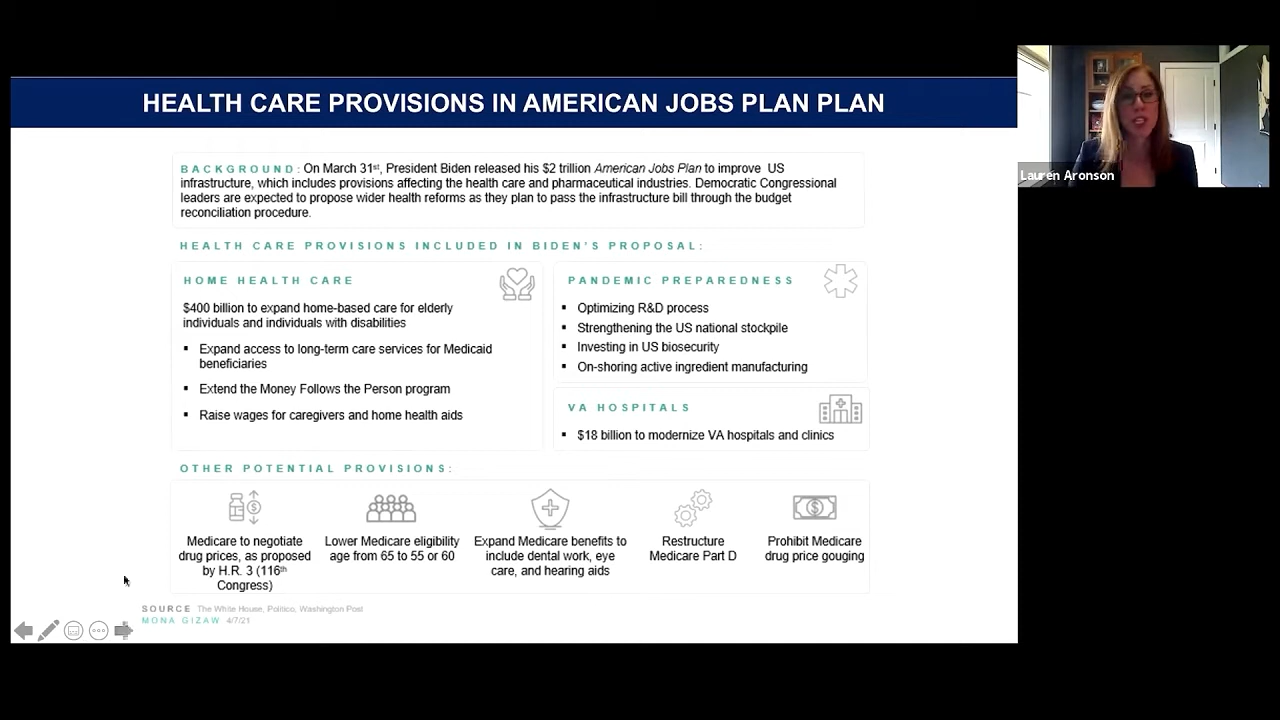 HEALTH CARE PROVISIONS IN AMERICAN JOBS PLAN PLAN
BACKGROUND: On March 31st, President Biden released his $2 trillion American Jobs Plan to improve US
infrastructure, which includes provisions affecting the health care and pharmaceutical industries. Democratic Congressional
leaders are expected to propose wider health reforms as they plan to pass the infrastructure bill through the budget
reconciliation procedure.
HEALTH CARE PROVISIONS INCLUDED IN BIDEN'S PROPOSAL:
HOME HEALTH CARE
$400 billion to expand home-based care for elderly
individuals and individuals with disabilities
▪ Expand access to long-term care services for Medicaid
beneficiaries
▪ Extend the Money Follows the Person program
▪ Raise wages for caregivers and home health aids
PANDEMIC PREPAREDNESS
▪ Optimizing R&D process
▪ Strengthening the US national stockpile
▪ Investing in US biosecurity
▪ On-shoring active ingredient manufacturing
VA HOSPITALS
▪ $18 billion to modernize VA hospitals and clinics
OTHER POTENTIAL PROVISIONS:
Medicare to negotiate
drug prices, as proposed
by H.R. 3 (116th
Congress)
Lower Medicare eligibility
age from 65 to 55 or 60
Expand Medicare benefits to
include dental work, eye
care, and hearing aids
Restructure
Medicare Part D
Prohibit Medicare
drug price gouging
SOURCE The White House, Politico, Washington Post
MONA GIZAW 4/7/21
Lauren Aronson